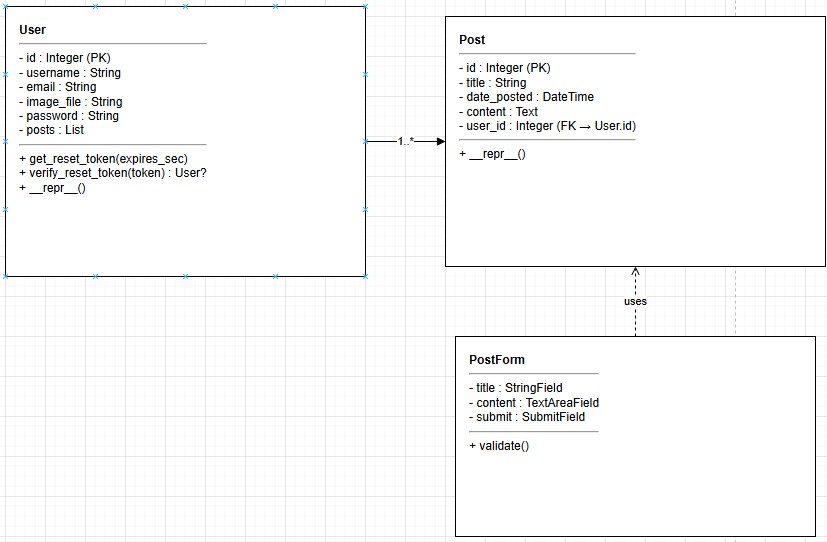 User
- id : Integer (PK)
- username : String
- email : String
- image_file : String
- password : String
- posts : List
+ get_reset_token(expires_sec)
+ verify_reset_token(token) : User?
+ __repr__()
1..*
Post
- id : Integer (PK)
- title : String
- date_posted : DateTime
- content : Text
- user_id : Integer (FK → User.id)
+ __repr__()
uses
PostForm
- title : StringField
- content : TextAreaField
- submit : SubmitField
+ validate()